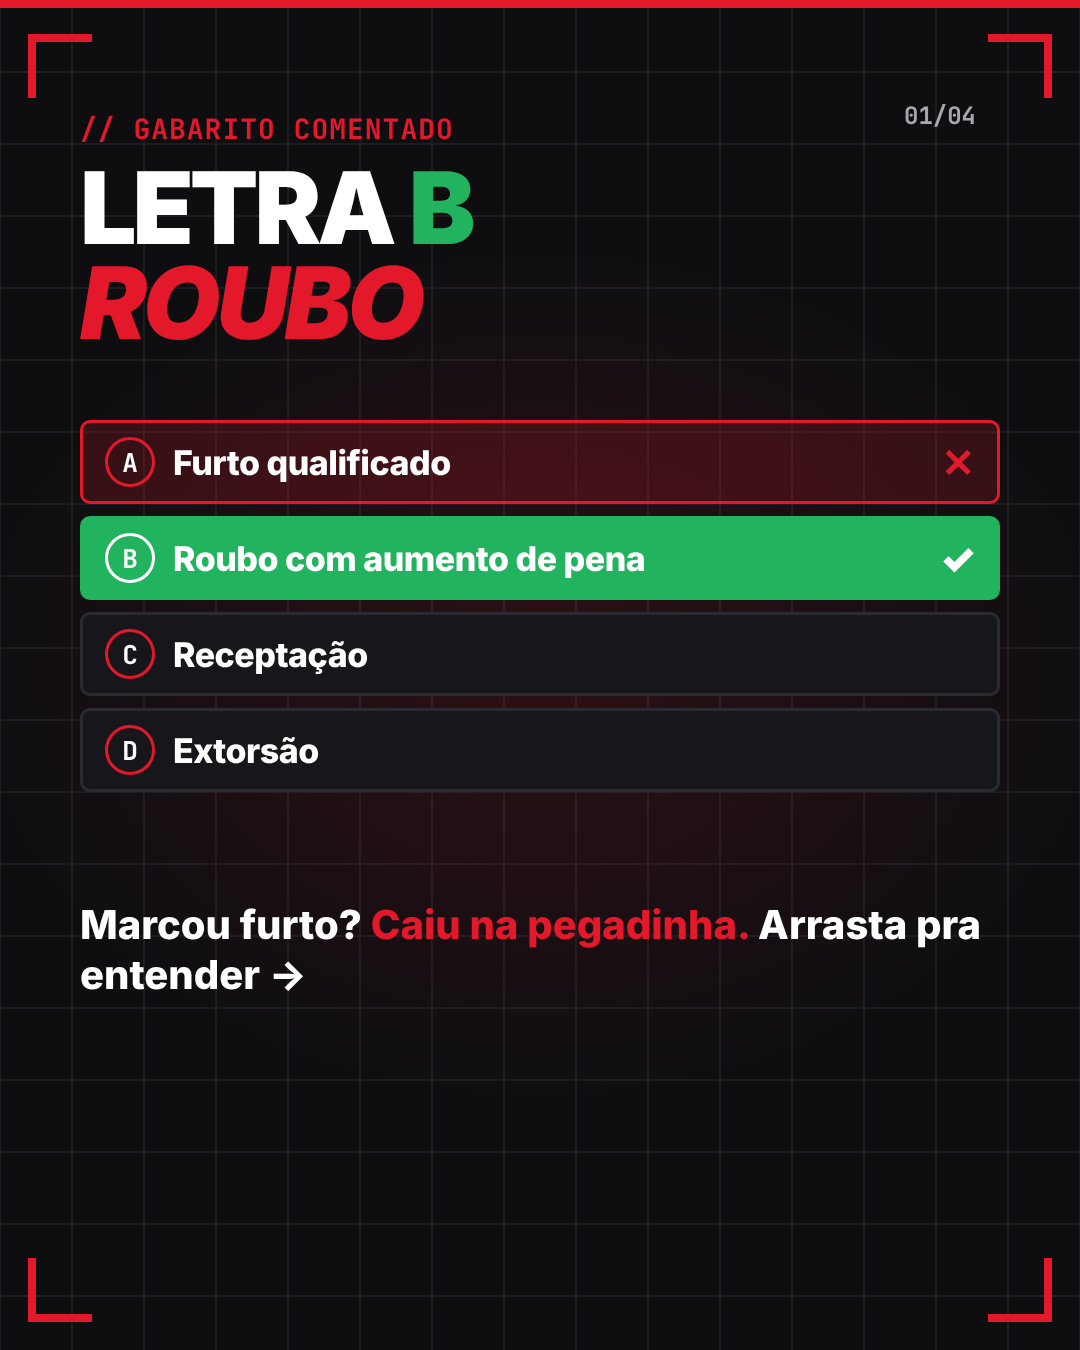 // GABARITO COMENTADO
01/04
LETRA B
ROUBO
A Furto qualificado ✕
B Roubo com aumento de pena ✓
C Receptação
D Extorsão
Marcou furto? Caiu na pegadinha. Arrasta pra
entender →